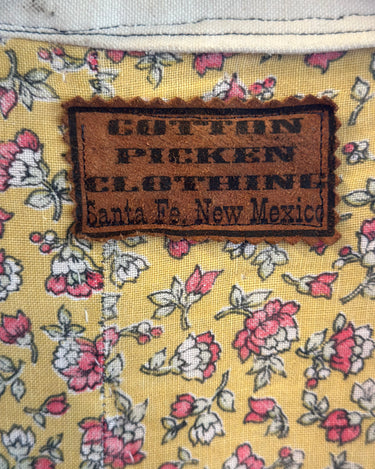 COTTON
PICKEN
CLOTHING
Santa Fe, New Mexico